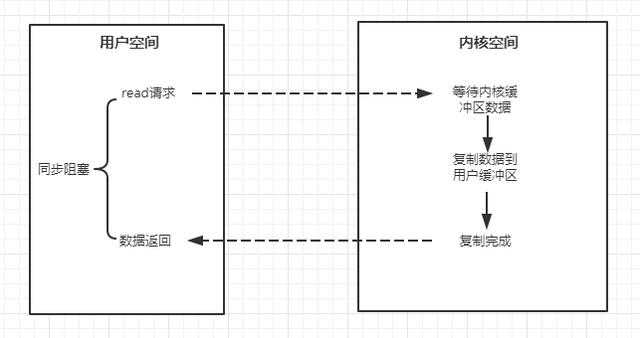 用户空间
内核空间
read请求
等待内核缓
冲区数据
同步阻塞
复制数据到
用户缓冲区
数据返回
复制完成